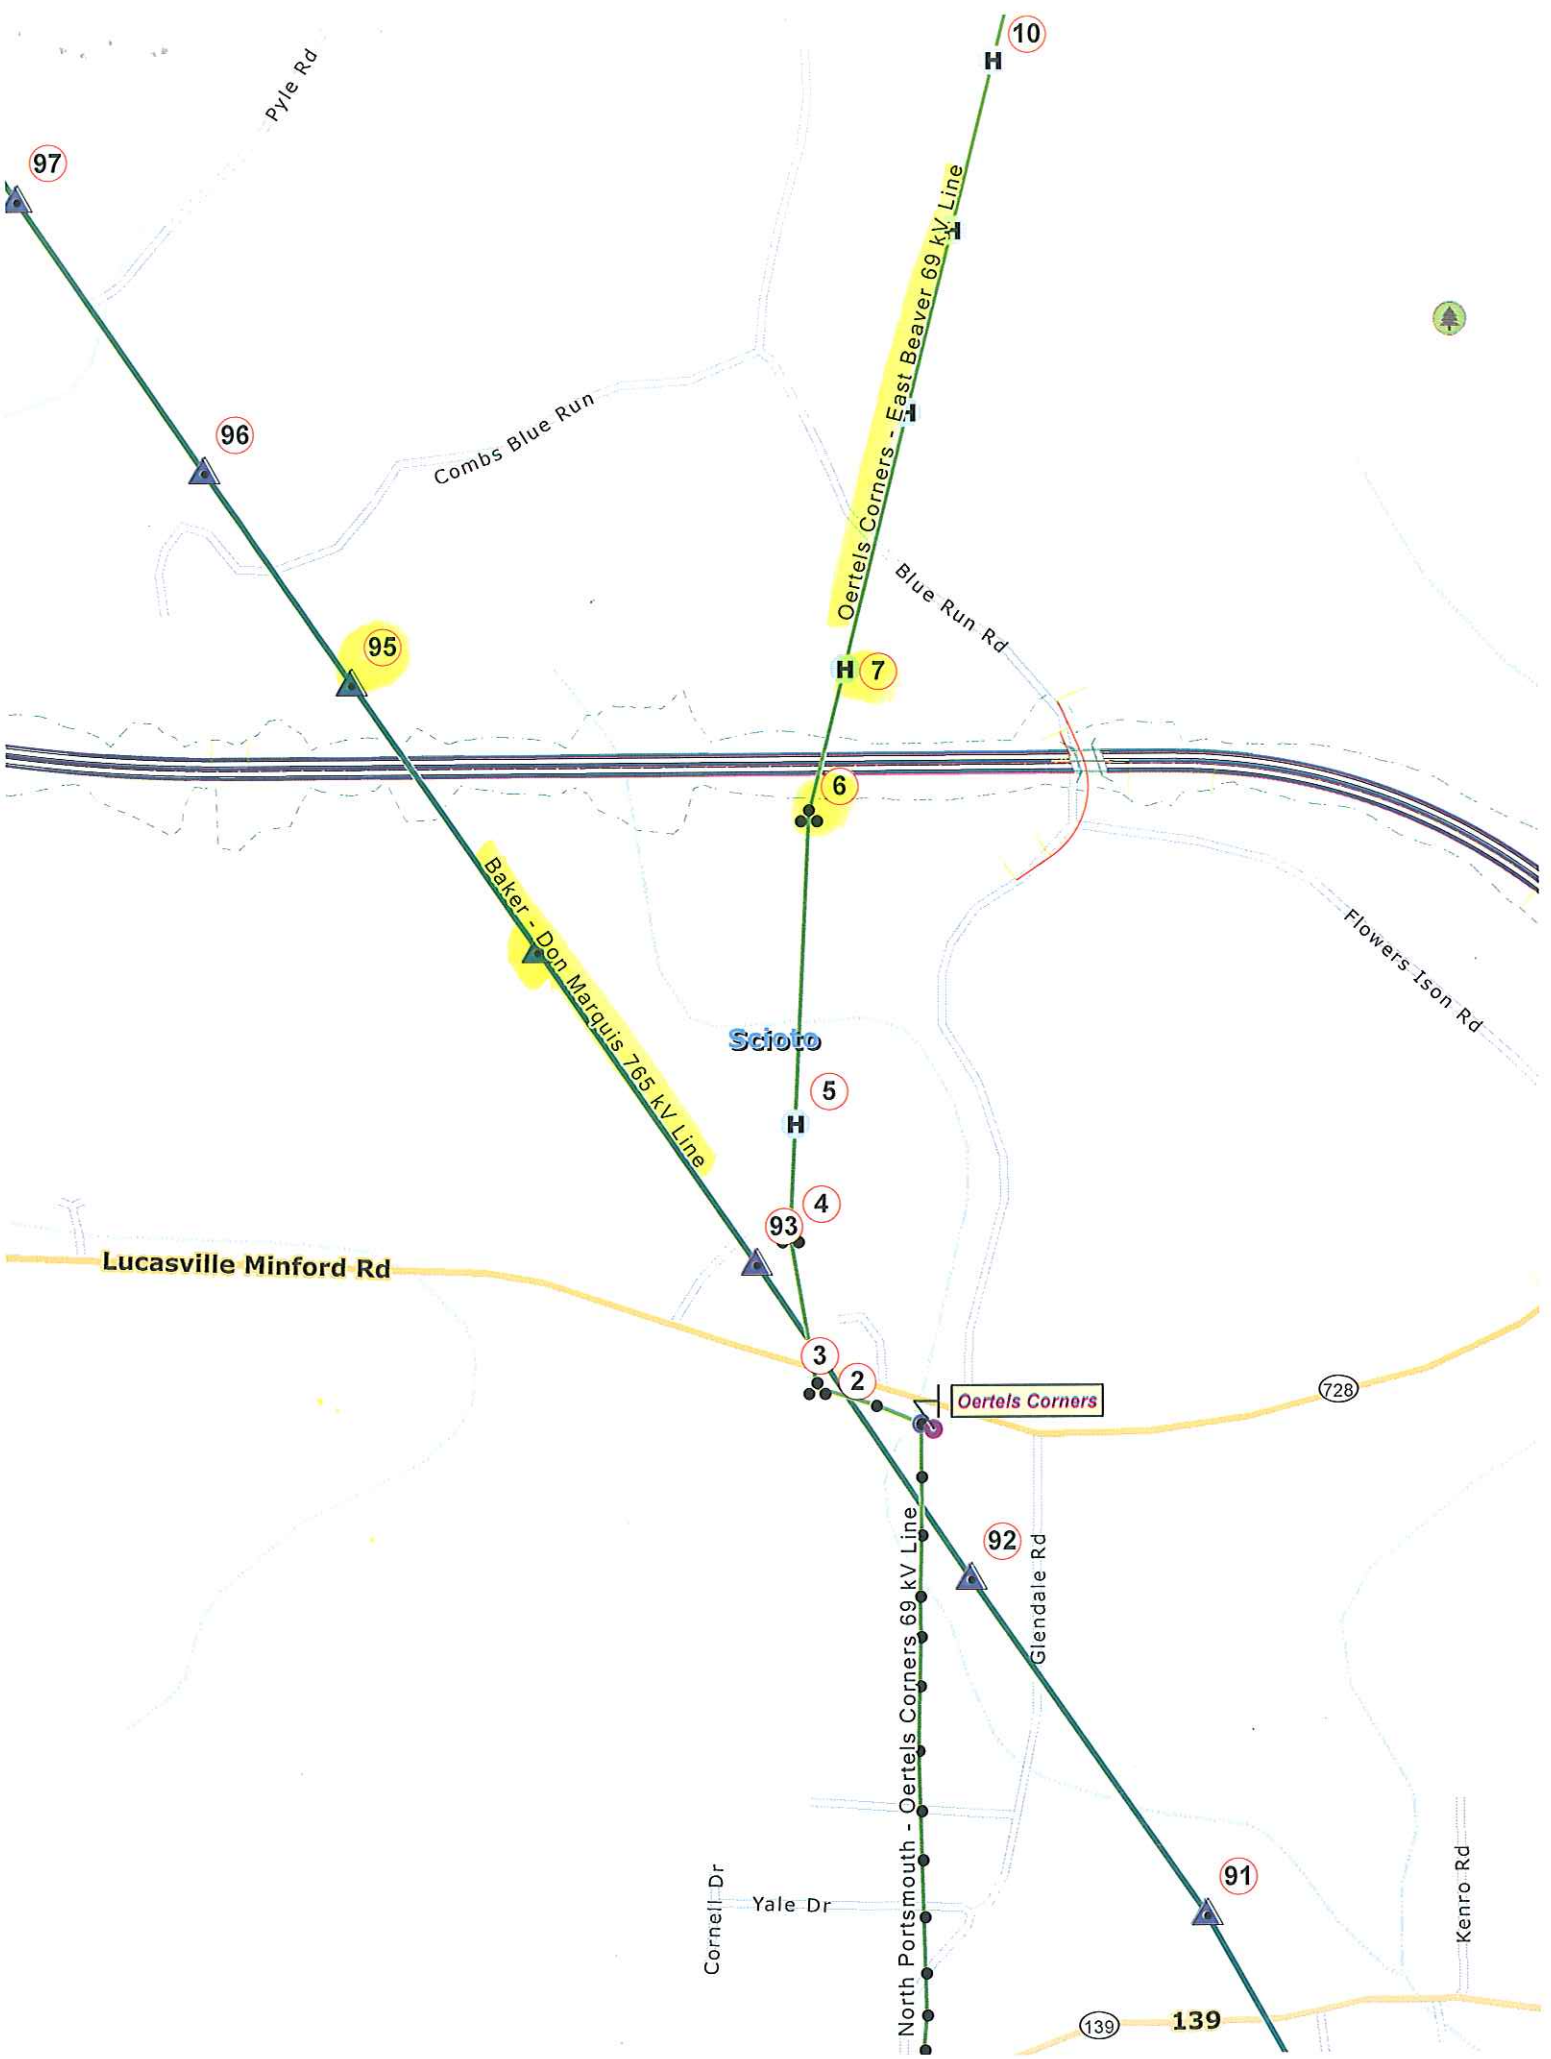 10
Pyle Rd
97
Oertels Corners - East Beaver 69 kV Line
H
H
H
96
Combs Blue Run
Blue Run Rd
95
H
7
6
Baker - Don Marquis 765 kV Line
Flowers Ison Rd
Scioto
5
H
4
93
Lucasville Minford Rd
3
2
728
Oertels Corners
92
North Portsmouth - Oertels Corners 69 kV Line
Glendale Rd
91
Cornell Dr
Yale Dr
Kenro Rd
139
139